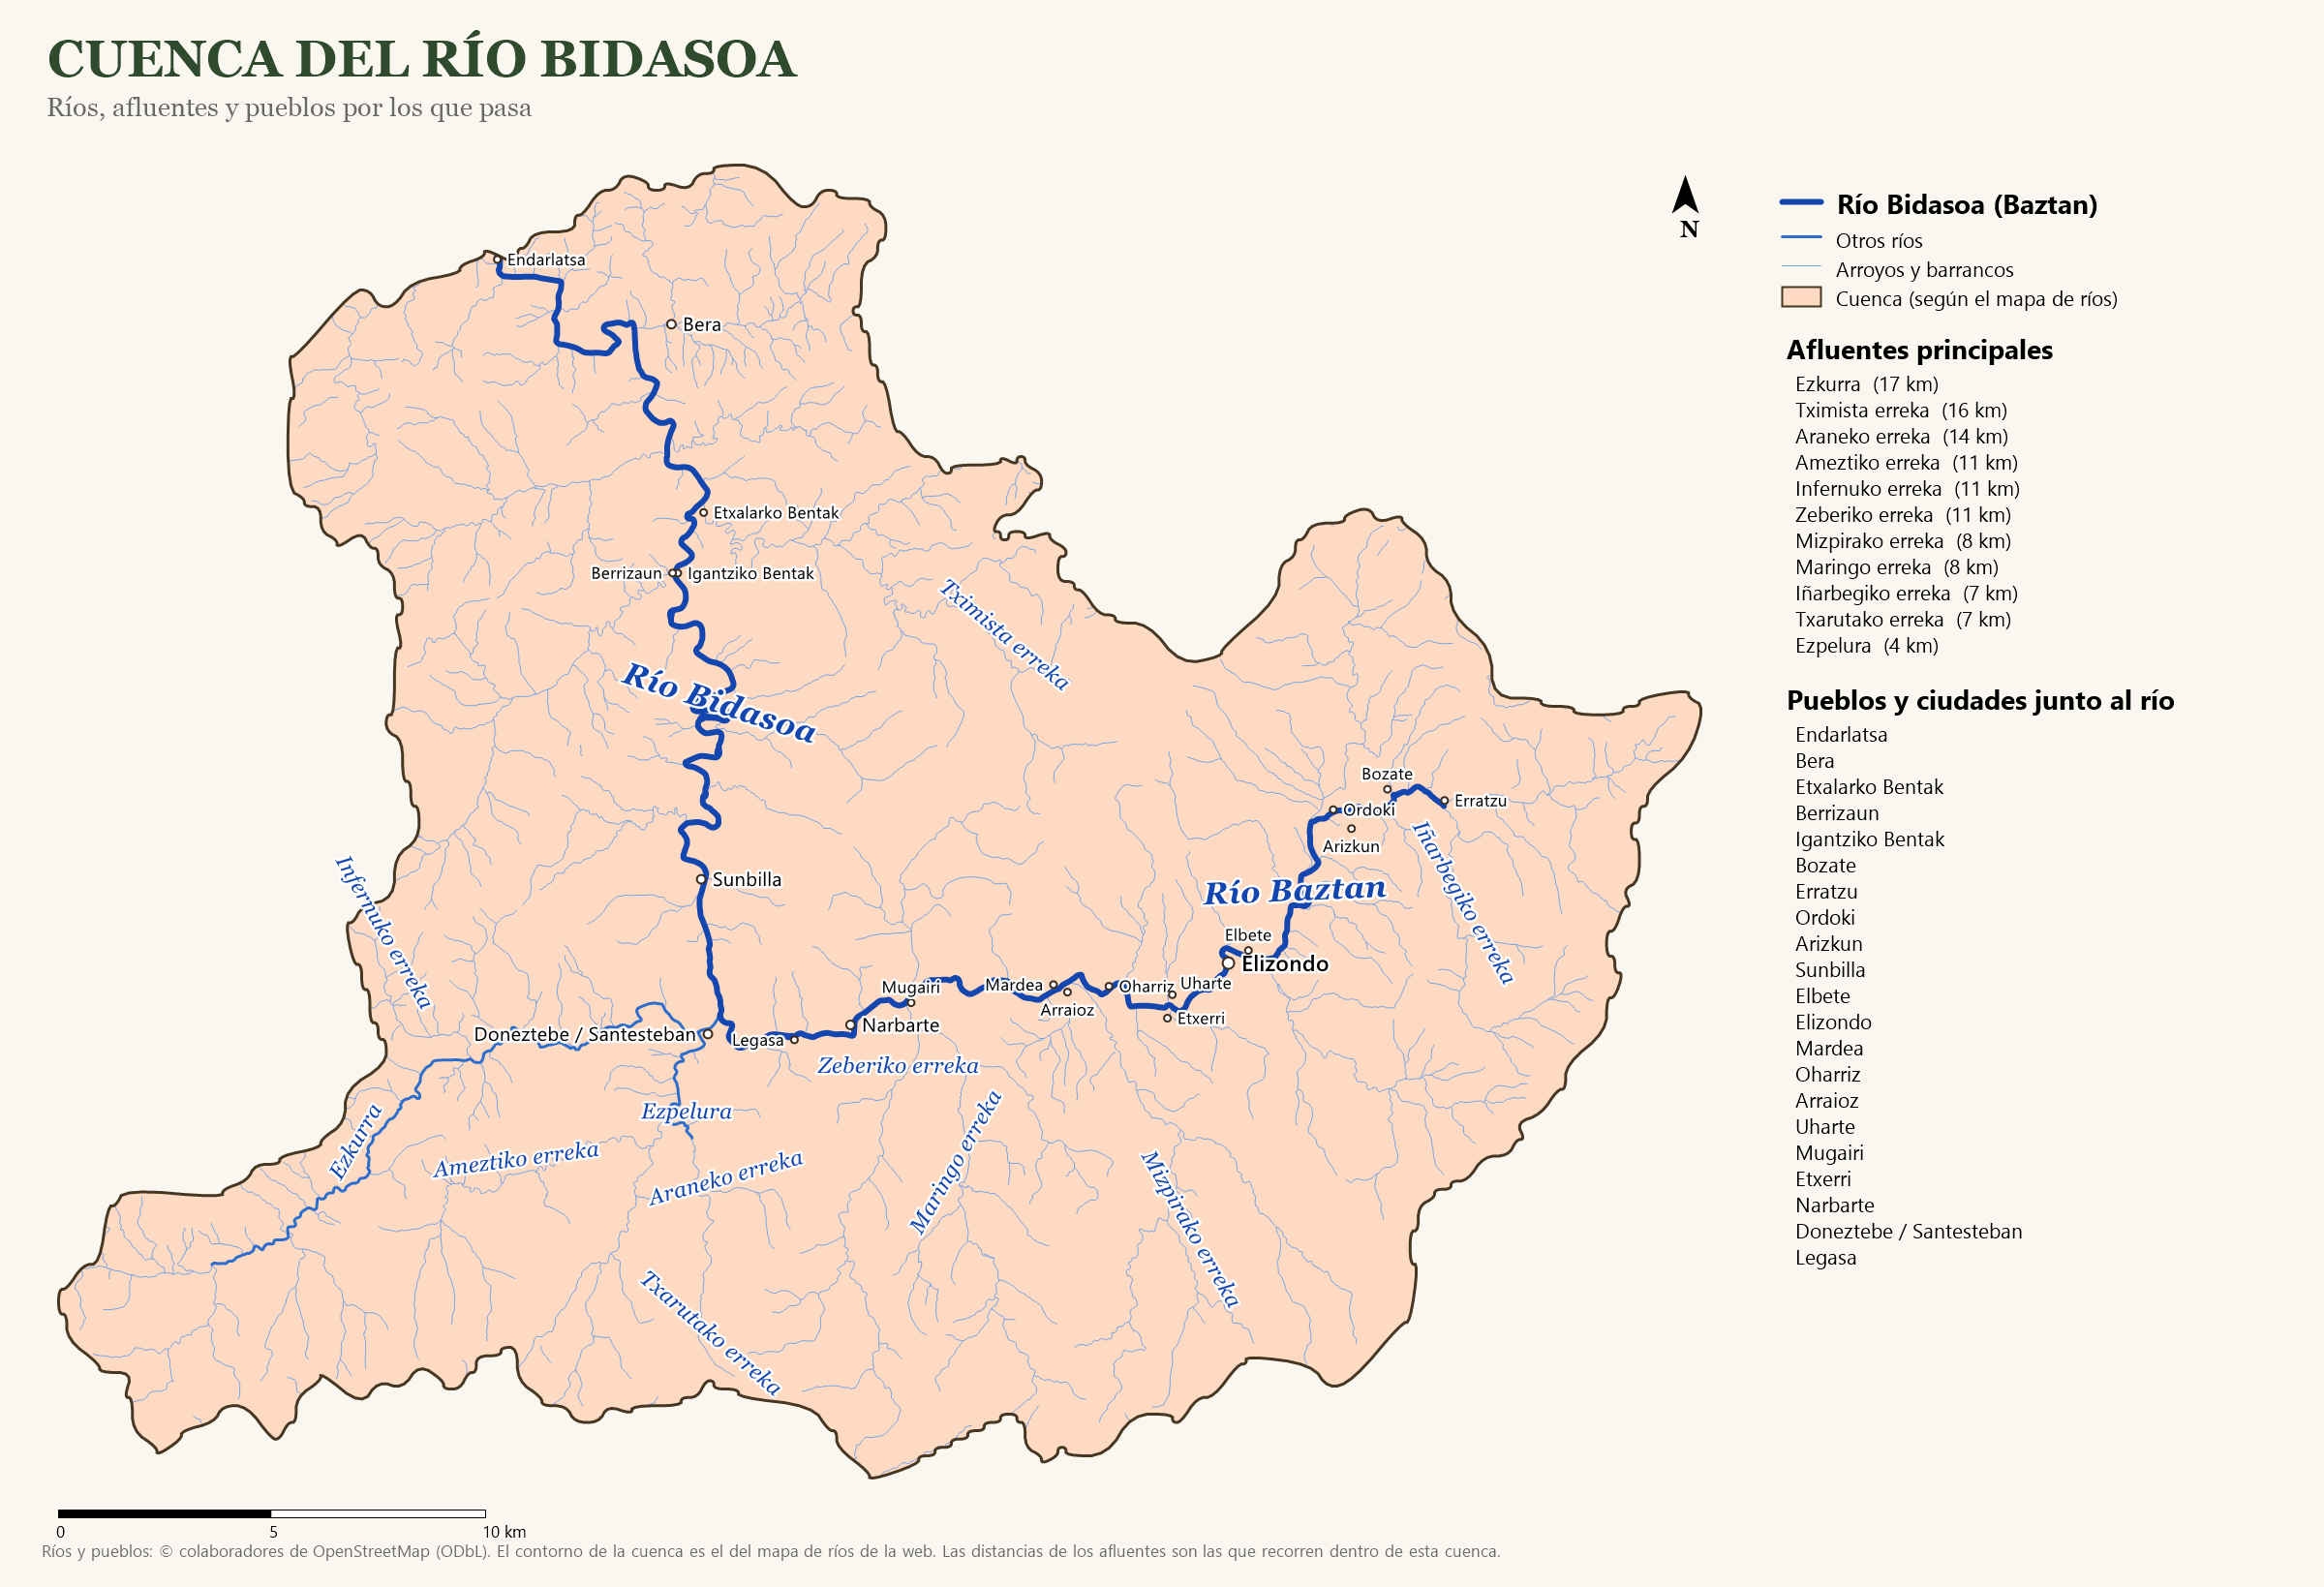 CUENCA DEL RÍO BIDASOA
Ríos, afluentes y pueblos por los que pasa
N
Río Bidasoa (Baztan)
Otros ríos
Arroyos y barrancos
Cuenca (según el mapa de ríos)
Afluentes principales
Ezkurra (17 km)
Tximista erreka (16 km)
Araneko erreka (14 km)
Ameztiko erreka (11 km)
Infernuko erreka (11 km)
Zeberiko erreka (11 km)
Mizpirako erreka (8 km)
Maringo erreka (8 km)
Iñarbegiko erreka (7 km)
Txarutako erreka (7 km)
Ezpelura (4 km)
Pueblos y ciudades junto al río
Endarlatsa
Bera
Etxalarko Bentak
Berrizaun
Igantziko Bentak
Bozate
Erratzu
Ordoki
Arizkun
Sunbilla
Elbete
Elizondo
Mardea
Oharriz
Arraioz
Uharte
Mugairi
Etxerri
Narbarte
Doneztebe / Santesteban
Legasa
Endarlatsa
Bera
Etxalarko Bentak
Berrizaun
Igantziko Bentak
Tximista erreka
Río Bidasoa
Bozate
Erratzu
Ordoki
Arizkun
Iñarbegiko erreka
Infernuko erreka
Sunbilla
Río Baztan
Elbete
Elizondo
Mugairi
Mardea
Oharriz
Uharte
Arraioz
Etxerri
Narbarte
Doneztebe / Santesteban
Legasa
Zeberiko erreka
Ezpelura
Ezkurra
Ameztiko erreka
Araneko erreka
Maringo erreka
Mizpirako erreka
Txarutako erreka
0 5 10 km
Ríos y pueblos: © colaboradores de OpenStreetMap (ODbL). El contorno de la cuenca es el del mapa de ríos de la web. Las distancias de los afluentes son las que recorren dentro de esta cuenca.